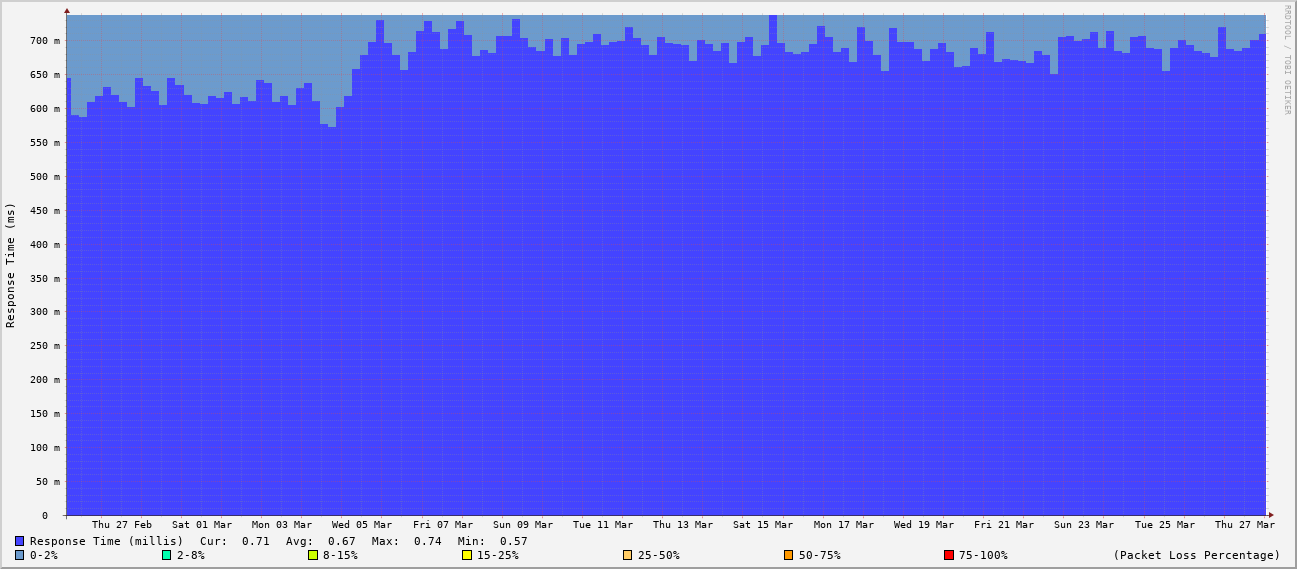 RRDTOOL / TOBI OETIKER
Response Time (ms)
700 m
650 m
600 m
550 m
500 m
450 m
400 m
350 m
300 m
250 m
200 m
150 m
100 m
50 m
0
Thu 27 Feb Sat 01 Mar Mon 03 Mar Wed 05 Mar Fri 07 Mar Sun 09 Mar Tue 11 Mar Thu 13 Mar Sat 15 Mar Mon 17 Mar Wed 19 Mar Fri 21 Mar Sun 23 Mar Tue 25 Mar Thu 27 Mar
Response Time (millis) Cur: 0.71 Avg: 0.67 Max: 0.74 Min: 0.57
0-2% 2-8% 8-15% 15-25% 25-50% 50-75% 75-100% (Packet Loss Percentage)